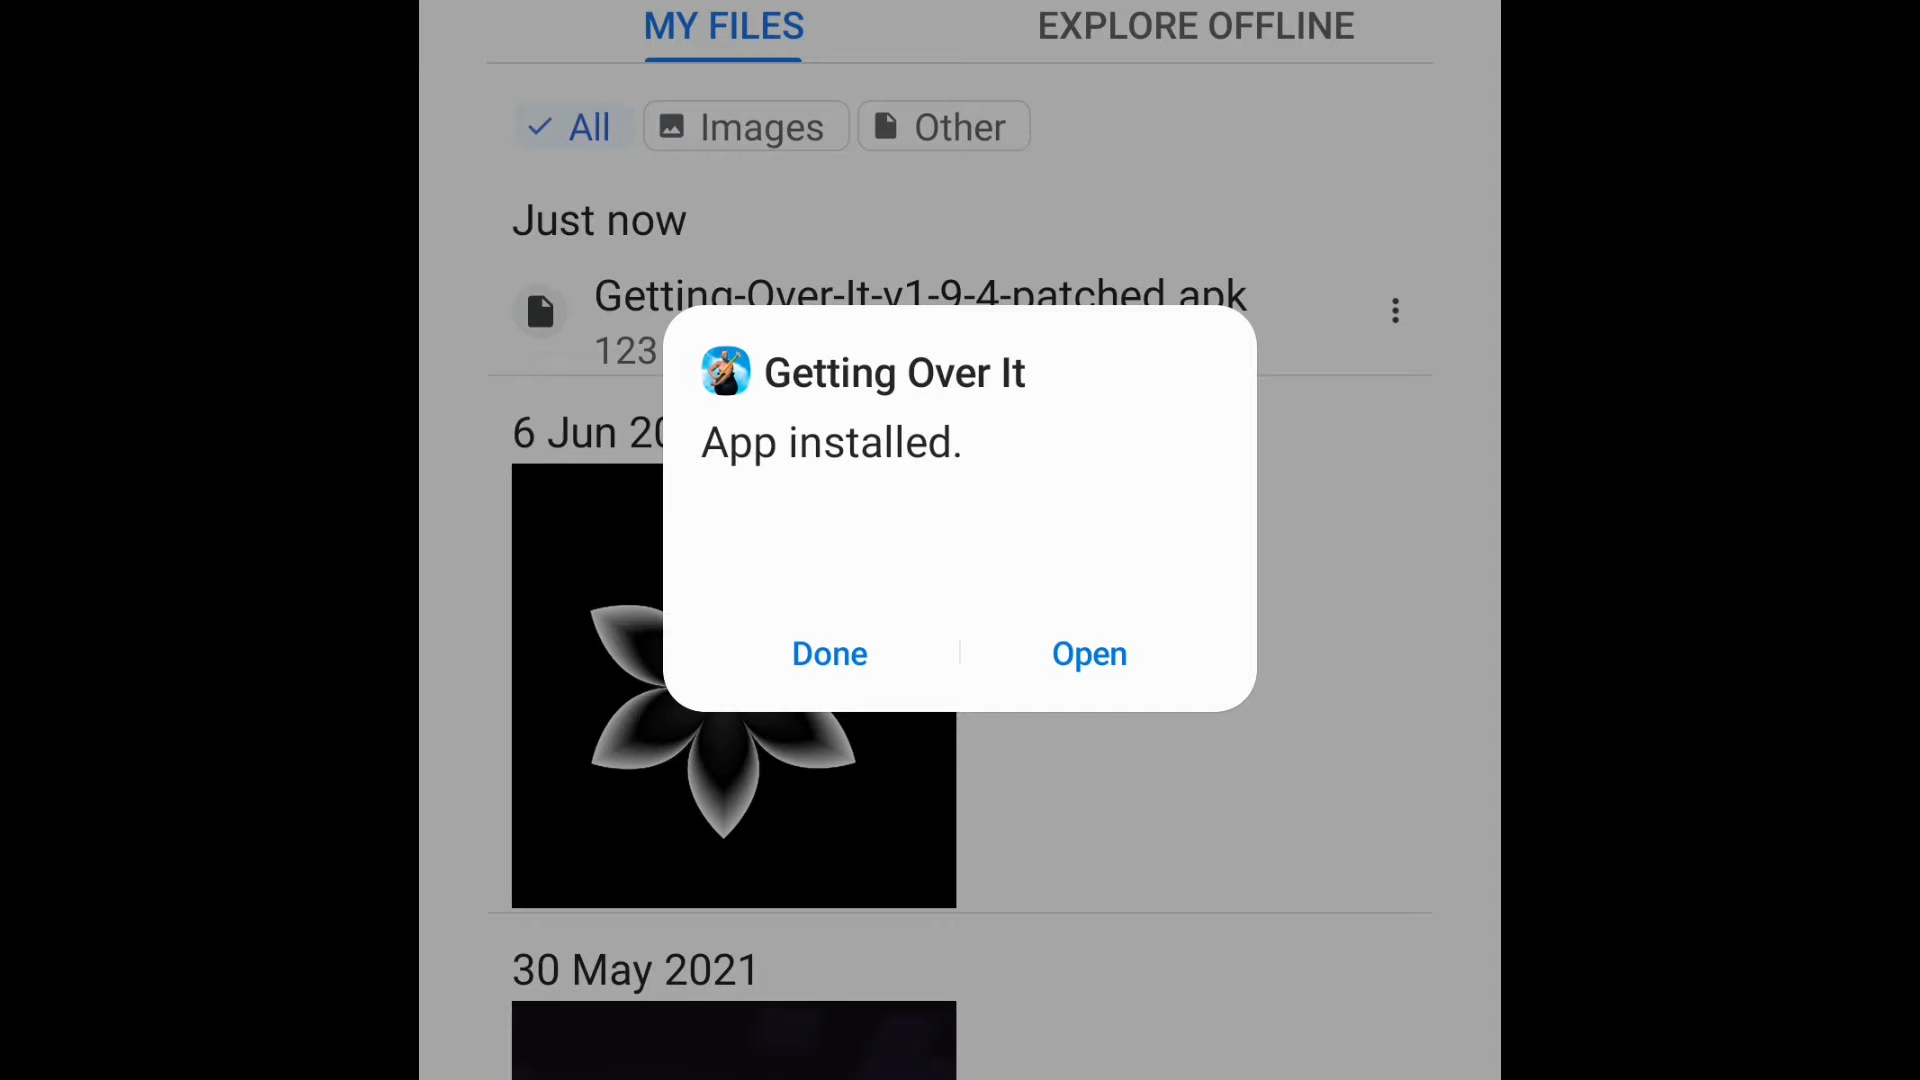 MY FILES
EXPLORE OFFLINE
All
Images
Other
Just now
Getting-Over-It-v1-9-4-patched.apk
123
Getting Over It
App installed.
6 Jun 20
Done
Open
30 May 2021